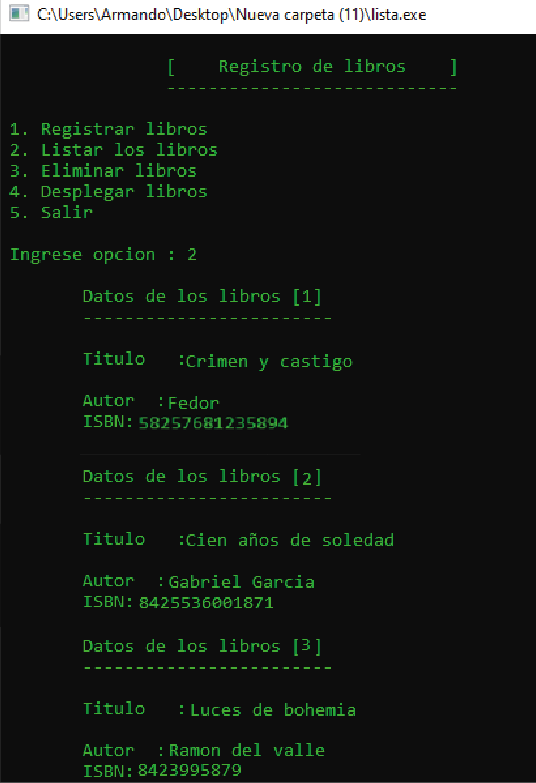 C:\Users\Armando\Desktop\Nueva carpeta (11)\lista.exe
[    Registro de libros    ]
----------------------------
1. Registrar libros
2. Listar los libros
3. Eliminar libros
4. Desplegar libros
5. Salir
Ingrese opcion : 2
Datos de los libros [1]
------------------------
Titulo   :Crimen y castigo
Autor  :Fedor
ISBN: 58257681235894
Datos de los libros [2]
------------------------
Titulo   :Cien años de soledad
Autor  :Gabriel Garcia
ISBN: 8425536001871
Datos de los libros [3]
------------------------
Titulo   :Luces de bohemia
Autor  :Ramon del valle
ISBN: 8423995879